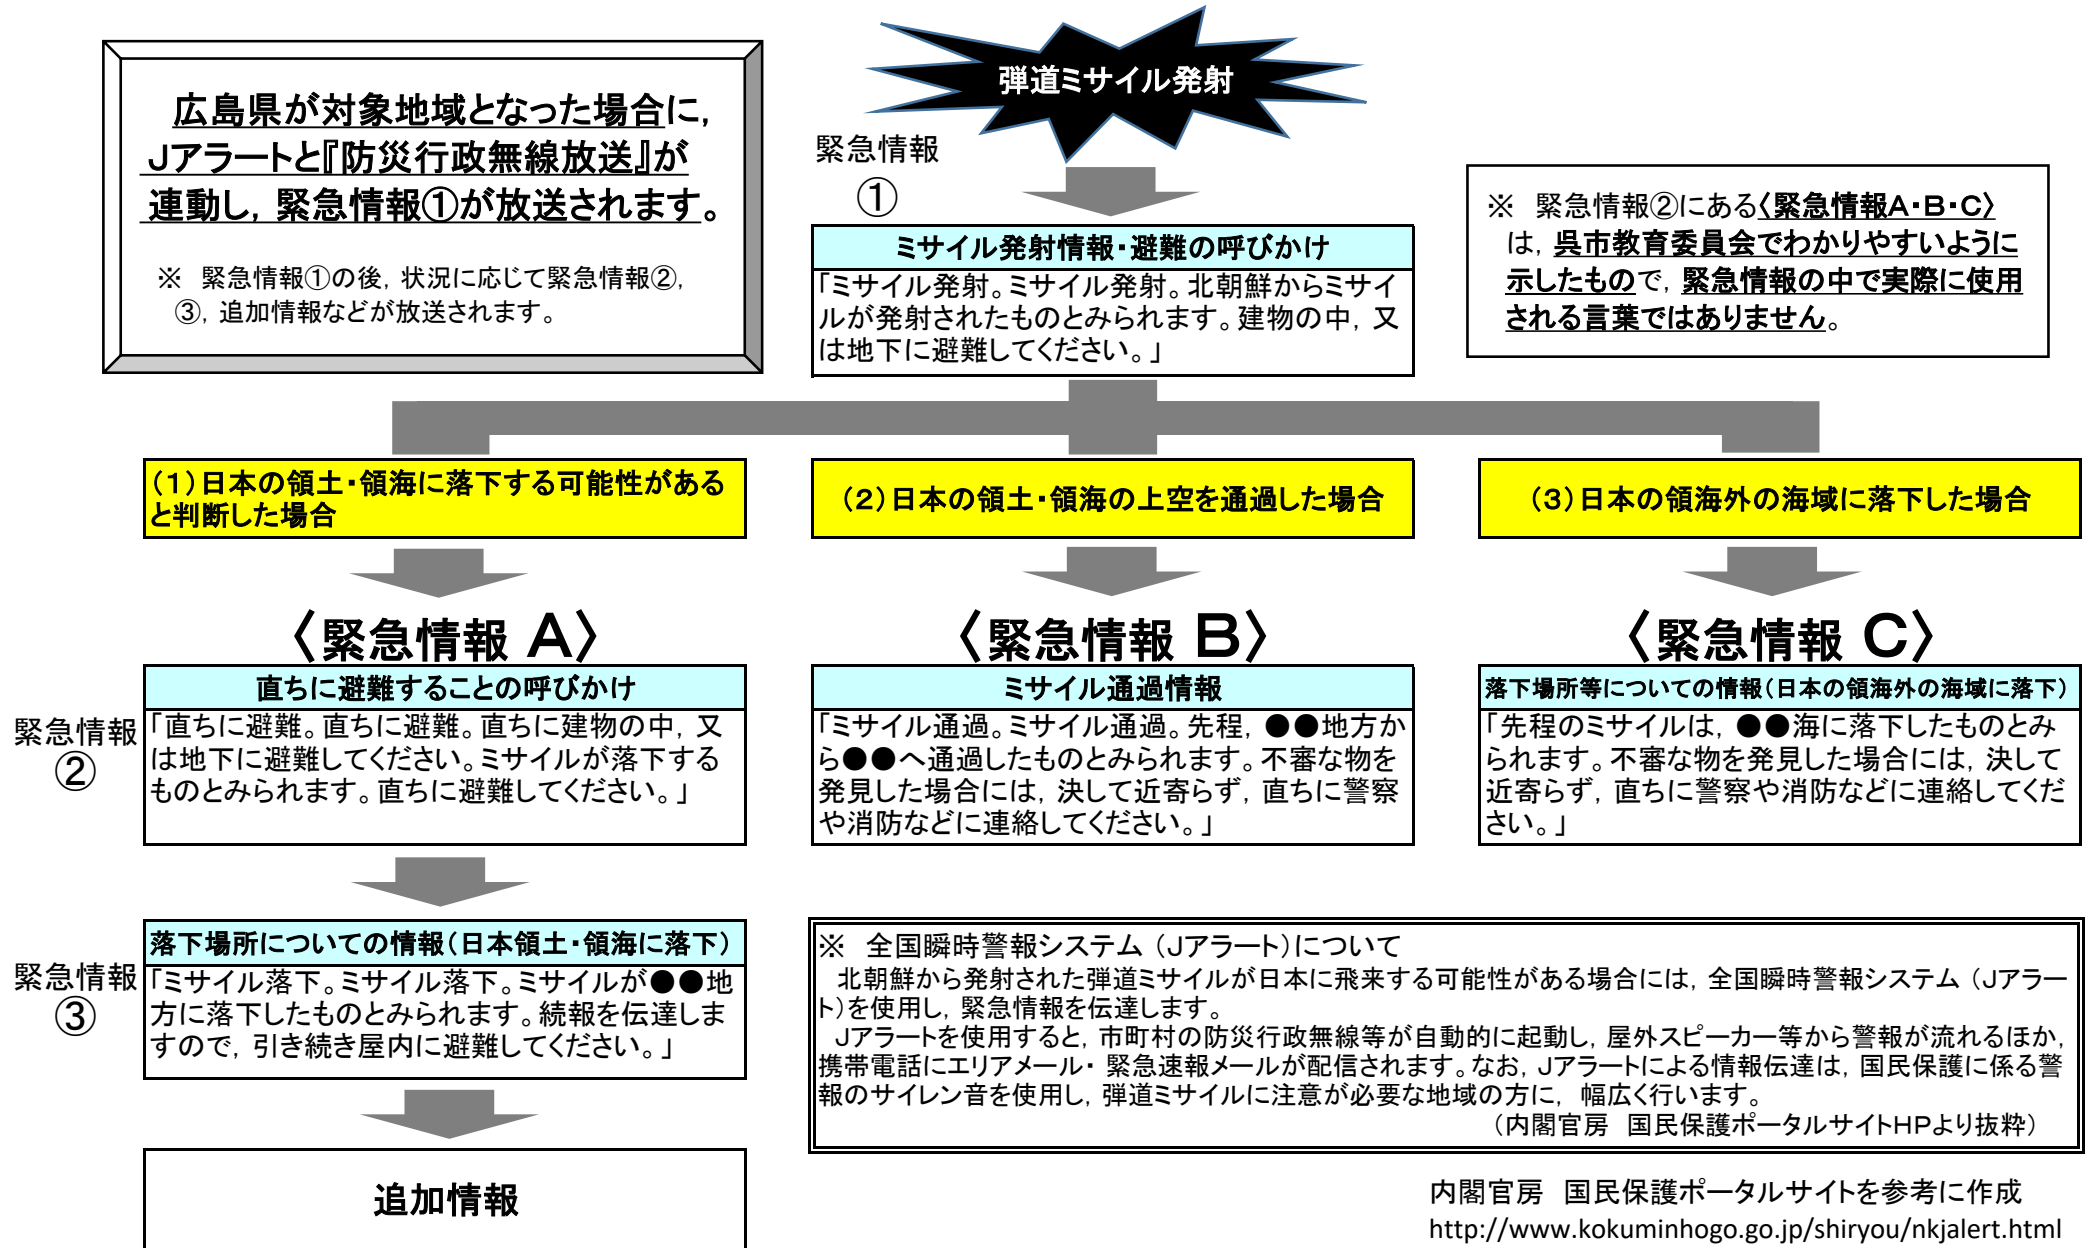 弾道ミサイル発射
広島県が対象地域となった場合に，
Ｊアラートと『防災行政無線放送』が
連動し，緊急情報①が放送されます。
※　緊急情報①の後，状況に応じて緊急情報②，
③，追加情報などが放送されます。
緊急情報
①
ミサイル発射情報・避難の呼びかけ
「ミサイル発射。ミサイル発射。北朝鮮からミサイ
ルが発射されたものとみられます。建物の中，又
は地下に避難してください。」
※　緊急情報②にある〈緊急情報Ａ・Ｂ・Ｃ〉
は，呉市教育委員会でわかりやすいように
示したもので，緊急情報の中で実際に使用
される言葉ではありません。
（１）日本の領土・領海に落下する可能性がある
と判断した場合
（２）日本の領土・領海の上空を通過した場合
（３）日本の領海外の海域に落下した場合
〈緊急情報 Ａ〉
〈緊急情報 Ｂ〉
〈緊急情報 Ｃ〉
緊急情報
②
直ちに避難することの呼びかけ
「直ちに避難。直ちに避難。直ちに建物の中，又
は地下に避難してください。ミサイルが落下する
ものとみられます。直ちに避難してください。」
ミサイル通過情報
「ミサイル通過。ミサイル通過。先程，●●地方か
ら●●へ通過したものとみられます。不審な物を
発見した場合には，決して近寄らず，直ちに警察
や消防などに連絡してください。」
落下場所等についての情報（日本の領海外の海域に落下）
「先程のミサイルは，●●海に落下したものとみ
られます。不審な物を発見した場合には，決して
近寄らず，直ちに警察や消防などに連絡してくだ
さい。」
緊急情報
③
落下場所についての情報（日本領土・領海に落下）
「ミサイル落下。ミサイル落下。ミサイルが●●地
方に落下したものとみられます。続報を伝達しま
すので，引き続き屋内に避難してください。」
追加情報
※　全国瞬時警報システム（Ｊアラート）について
北朝鮮から発射された弾道ミサイルが日本に飛来する可能性がある場合には，全国瞬時警報システム（Ｊアラー
ト）を使用し，緊急情報を伝達します。
Ｊアラートを使用すると，市町村の防災行政無線等が自動的に起動し，屋外スピーカー等から警報が流れるほか，
携帯電話にエリアメール・ 緊急速報メールが配信されます。なお，Ｊアラートによる情報伝達は，国民保護に係る警
報のサイレン音を使用し，弾道ミサイルに注意が必要な地域の方に，　幅広く行います。
（内閣官房　国民保護ポータルサイトＨＰより抜粋）
内閣官房　国民保護ポータルサイトを参考に作成
http://www.kokuminhogo.go.jp/shiryou/nkjalert.html